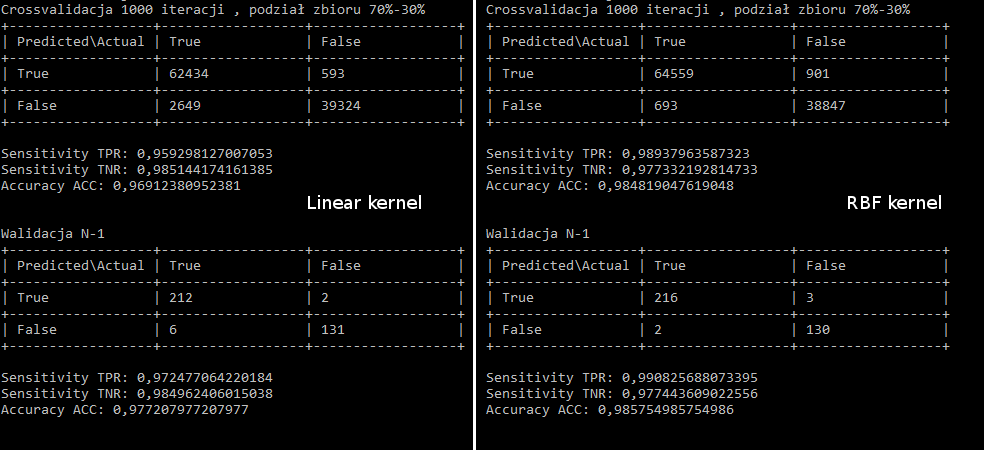 Crossvalidacja 1000 iteracji , podział zbioru 70%-30%
| Predicted\Actual | True | False |
| True | 62434 | 593
| False | 2649 | 39324
Sensitivity TPR: 0,959298127007053
Sensitivity TNR: 0,985144174161385
Accuracy ACC: 0,96912380952381
Linear kernel
Walidacja N-1
| Predicted\Actual | True | False |
| True | 212 | 2
| False | 6 | 131
Sensitivity TPR: 0,972477064220184
Sensitivity TNR: 0,984962406015038
Accuracy ACC: 0,977207977207977
Crossvalidacja 1000 iteracji , podział zbioru 70%-30%
| Predicted\Actual | True | False |
| True | 64559 | 901 |
| False | 693 | 38847 |
Sensitivity TPR: 0,98937963587323
Sensitivity TNR: 0,977332192814733
Accuracy ACC: 0,984819047619048
RBF kernel
Walidacja N-1
| Predicted\Actual | True | False |
| True | 216 | 3 |
| False | 2 | 130 |
Sensitivity TPR: 0,990825688073395
Sensitivity TNR: 0,977443609022556
Accuracy ACC: 0,985754985754986